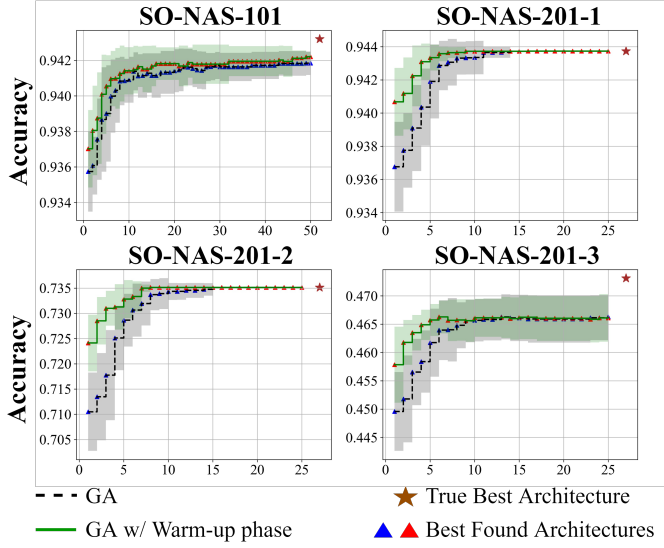 SO-NAS-101
SO-NAS-201-1
Accuracy
0.942
0.940
0.938
0.936
0.934
0 10 20 30 40 50
0.944
0.942
0.940
0.938
0.936
0.934
0 5 10 15 20 25
SO-NAS-201-2
SO-NAS-201-3
Accuracy
0.735
0.730
0.725
0.720
0.715
0.710
0.705
0 5 10 15 20 25
0.470
0.465
0.460
0.455
0.450
0.445
0 5 10 15 20 25
GA
True Best Architecture
GA w/ Warm-up phase
Best Found Architectures